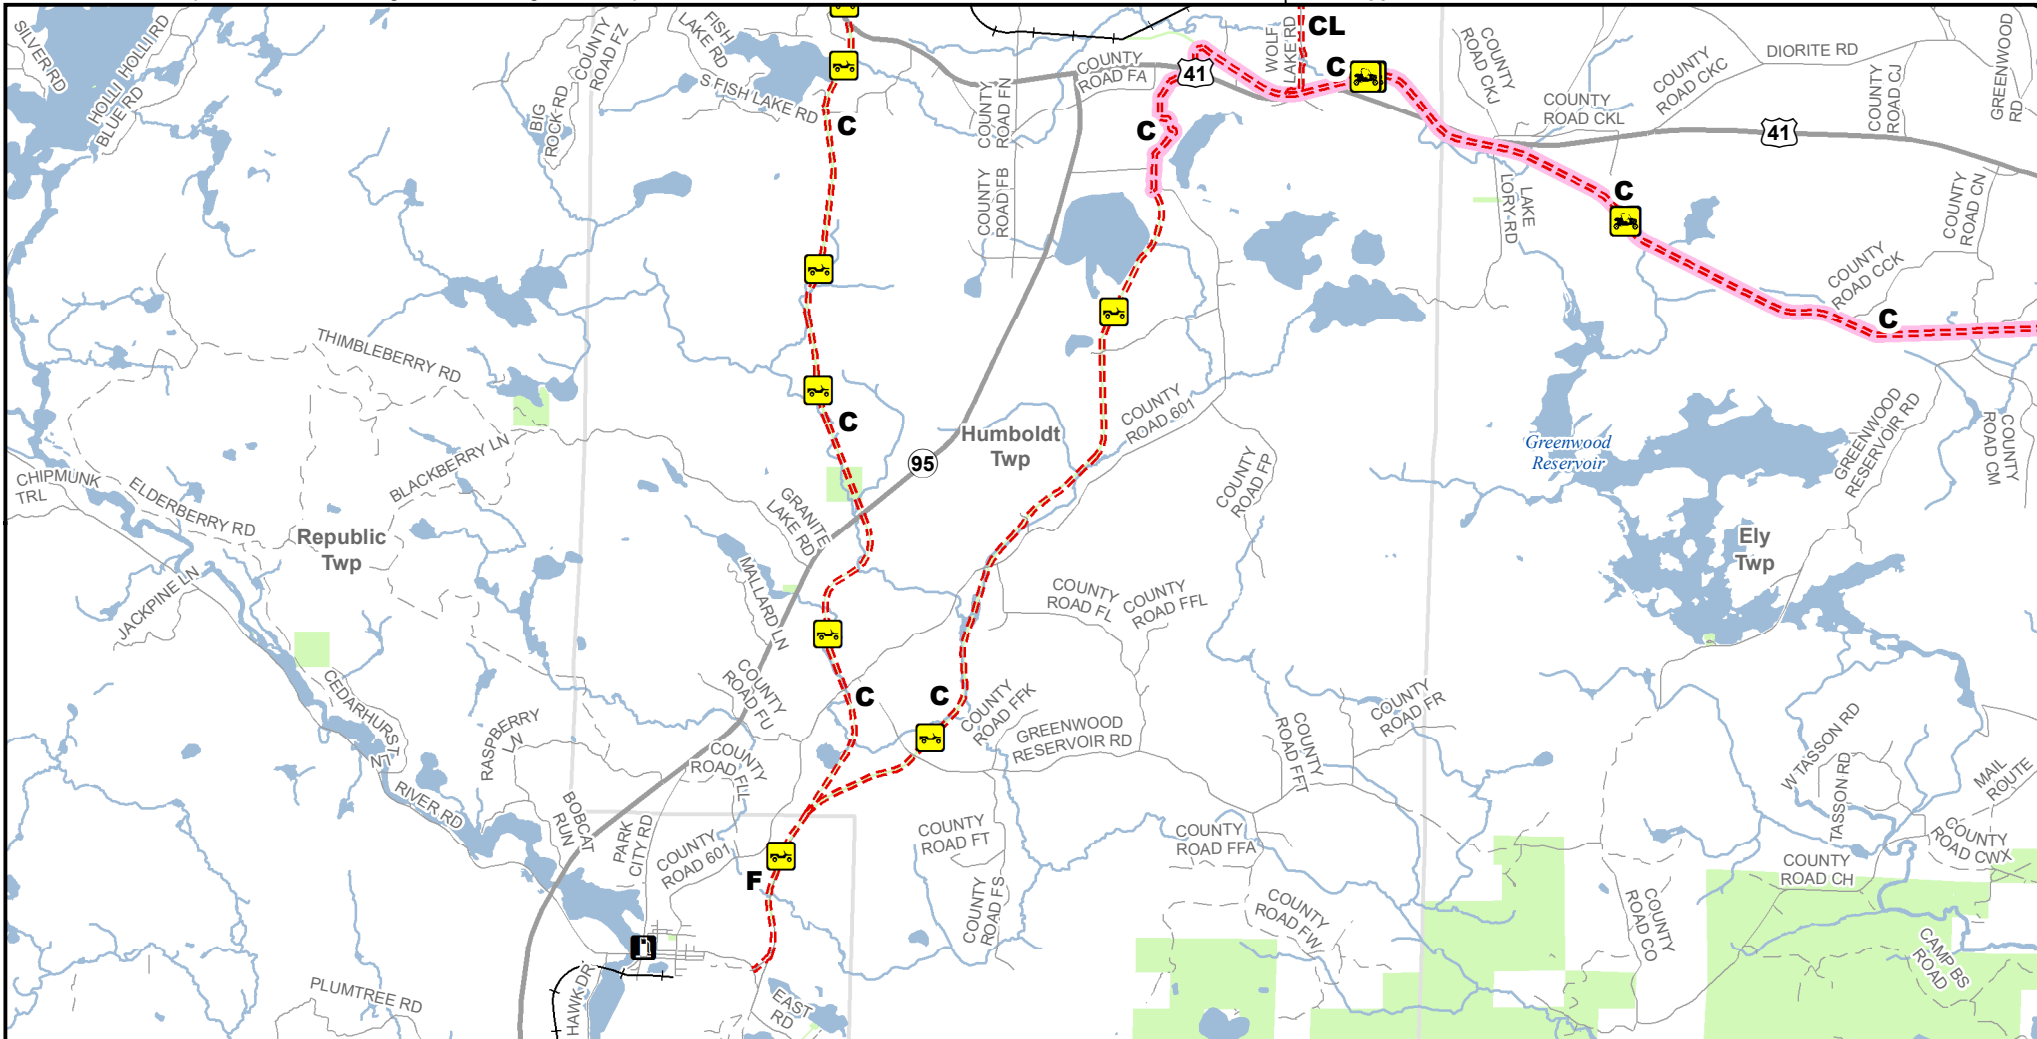 SILVER RD
HOLLI HOLLI RD
BLUE RD
COUNTY
ROAD FZ
BIG
ROCK RD
FISH
LAKE RD
S FISH LAKE RD
C
COUNTY
ROAD FN
COUNTY
ROAD FB
COUNTY
ROAD FA
41
WOLF
LAKE RD
CL
C
C
COUNTY
ROAD CKJ
COUNTY
ROAD CKL
COUNTY
ROAD CKC
DIORITE RD
COUNTY
ROAD CJ
GREENWOOD
RD
41
LAKE
LORY RD
C
COUNTY
ROAD CN
COUNTY
ROAD CCK
C
THIMBLEBERRY RD
BLACKBERRY LN
C
95
Humboldt
Twp
COUNTY
ROAD 601
COUNTY
ROAD FP
Greenwood
Reservoir
GREENWOOD
RESERVOIR RD
COUNTY
ROAD CM
CHIPMUNK
TRL
ELDERBERRY RD
Republic
Twp
JACKPINE LN
GRANITE
LAKE RD
MALLARD LN
COUNTY
ROAD FL
COUNTY
ROAD FFL
Ely
Twp
CEDARHURST
LN
RIVER RD
RASPBERRY
LN
COUNTY
ROAD FU
C
C
COUNTY
ROAD FFK
GREENWOOD
RESERVOIR RD
COUNTY
ROAD FFT
COUNTY
ROAD FR
W TASSON RD
TASSON RD
MAIL
ROUTE
BOBCAT
RUN
PARK
CITY RD
COUNTY
ROAD FLL
COUNTY
ROAD 601
F
COUNTY
ROAD FT
COUNTY
ROAD FS
COUNTY
ROAD FFA
COUNTY
ROAD FW
COUNTY
ROAD CO
COUNTY
ROAD CH
COUNTY
ROAD CWX
CAMP BS
ROAD
PLUMTREE RD
HAWK DR
EAST
RD